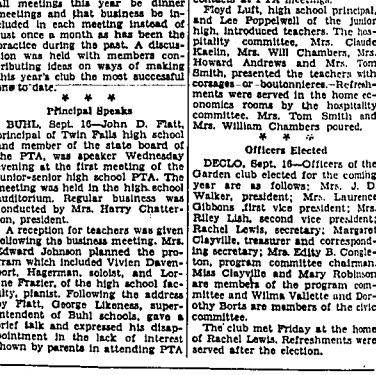 all meetings this year be dinner
meetings and that business be in-
cluded in each meeting instead of
just once a month as has been the
practice during the past. A discus-
sion was held with members con-
tributing ideas on ways of making
this year's club the most successful
one to date.
* * *
Principal Speaks
BUHL, Sept. 16—John D. Flatt,
principal of Twin Falls high school
and member of the state board of
the PTA, was speaker Wednesday
evening at the first meeting of the
junior-senior high school PTA. The
meeting was held in the high school
auditorium. Regular business was
conducted by Mrs. Harry Chatter-
ton, president.
A reception for teachers was given
following the business meeting. Mrs.
Edward Johnson planned the pro-
gram which included Vivien Daven-
port, Hagerman, soloist, and Lor-
ne Frazier, of the high school fac-
ulty, pianist. Following the address
by Flatt, George Likeness, super-
intendent of Buhl schools, gave a
brief talk and expressed his disap-
pointment in the lack of interest
shown by parents in attending PTA
Floyd Luff, high school principal,
and Lee Poppelwell of the junior
high, introduced teachers. The hos-
pitality committee, Mrs. Claude
Kaelin, Mrs. Will Chambers, Mrs.
Howard Andrews and Mrs. Tom
Smith, presented the teachers with
corsages or boutonnieres. Refresh-
ments were served in the home ec-
onomics rooms by the hospitality
committee. Mrs. Tom Smith and
Mrs. William Chambers poured.
* * *
Officers Elected
DECLO, Sept. 16—Officers of the
Garden club elected for the coming
year are as follows: Mrs. J. D.
Walker, president; Mrs. Laurence
Gibbons first vice president; Mrs.
Riley Lish, second vice president;
Rachel Lewis, secretary; Margaret
Clayville, treasurer and correspond-
ing secretary; Mrs. Edity B. Congle-
ton, program committee chairman.
Miss Clayville and Mary Robinson
are members of the program com-
mittee and Wilma Vallette and Dor-
othy Borts are members of the civic
committee.
The club met Friday at the home
of Rachel Lewis. Refreshments were
served after the election.